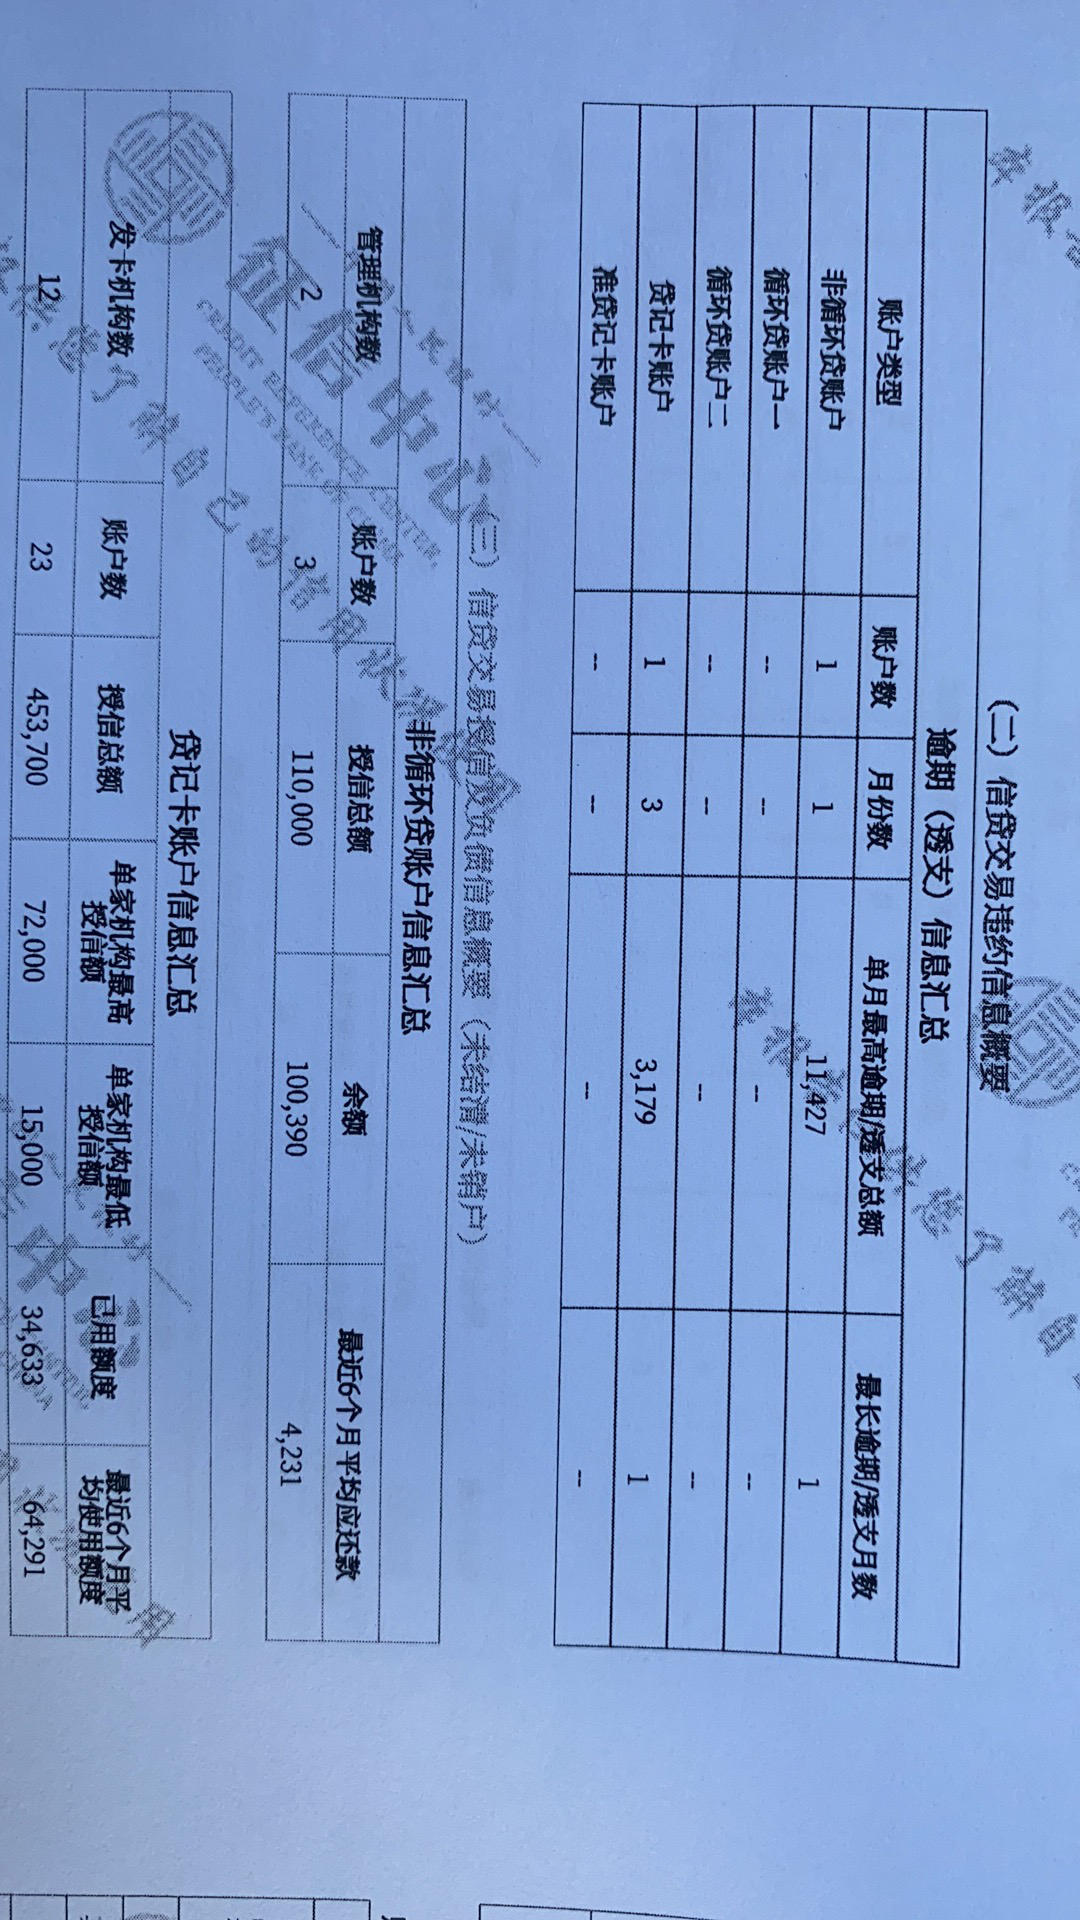 (二) 信贷交易违约信息概要
逾期（透支）信息汇总
账户类型 账户数 月份数 单月最高逾期/透支总额 最长逾期/透支月数
非循环贷账户 1 1 11,427 1
循环贷账户一 -- -- -- --
循环贷账户二 -- -- -- --
贷记卡账户 1 3 3,179 1
准贷记卡账户 -- -- -- --
(三) 信贷交易授信及负债信息概要（未结清/未销户）
非循环贷账户信息汇总
管理机构数 账户数 授信总额 余额 最近6个月平均应还款
2 3 110,000 100,390 4,231
贷记卡账户信息汇总
发卡机构数 账户数 授信总额 单家机构最高授信额 单家机构最低授信额 已用额度 最近6个月平均使用额度
12 23 453,700 72,000 15,000 34,633 64,291
征信中心
CREDIT REFERENCE CENTER
PEOPLE'S BANK OF CHINA